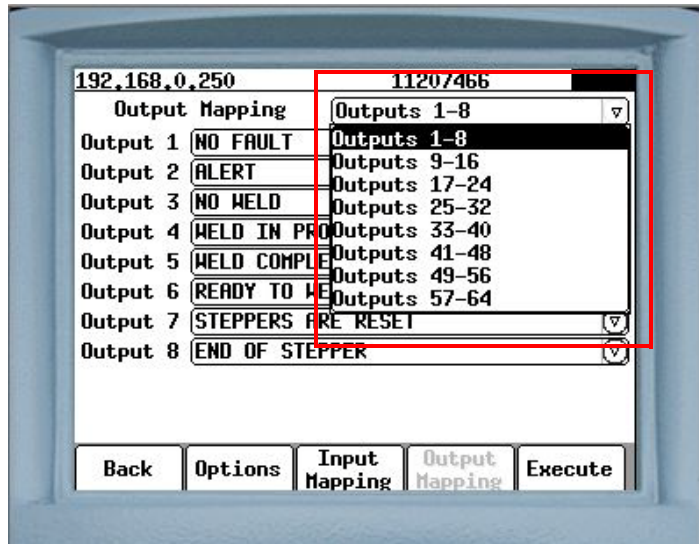 192.168.0.250 11207466
Output Mapping Outputs 1-8
Output 1 NO FAULT
Output 2 ALERT
Output 3 NO WELD
Output 4 WELD IN PRO
Output 5 WELD COMPLE
Output 6 READY TO WE
Output 7 STEPPERS ARE RESET
Output 8 END OF STEPPER
Outputs 1-8
Outputs 9-16
Outputs 17-24
Outputs 25-32
Outputs 33-40
Outputs 41-48
Outputs 49-56
Outputs 57-64
Back Options Input Mapping Output Mapping Execute